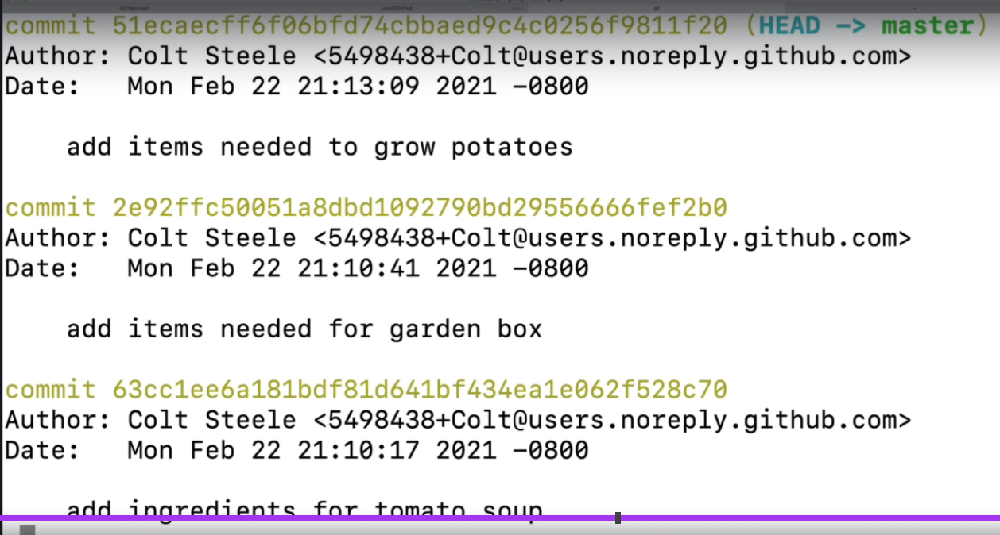 commit 51ecaecff6f06bfd74cbbaed9c4c0256f9811f20 (HEAD -> master)
Author: Colt Steele <5498438+Colt@users.noreply.github.com>
Date:   Mon Feb 22 21:13:09 2021 -0800
    add items needed to grow potatoes
commit 2e92ffc50051a8dbd1092790bd29556666fef2b0
Author: Colt Steele <5498438+Colt@users.noreply.github.com>
Date:   Mon Feb 22 21:10:41 2021 -0800
    add items needed for garden box
commit 63cc1ee6a181bdf81d641bf434ea1e062f528c70
Author: Colt Steele <5498438+Colt@users.noreply.github.com>
Date:   Mon Feb 22 21:10:17 2021 -0800
    add ingredients for tomato soup